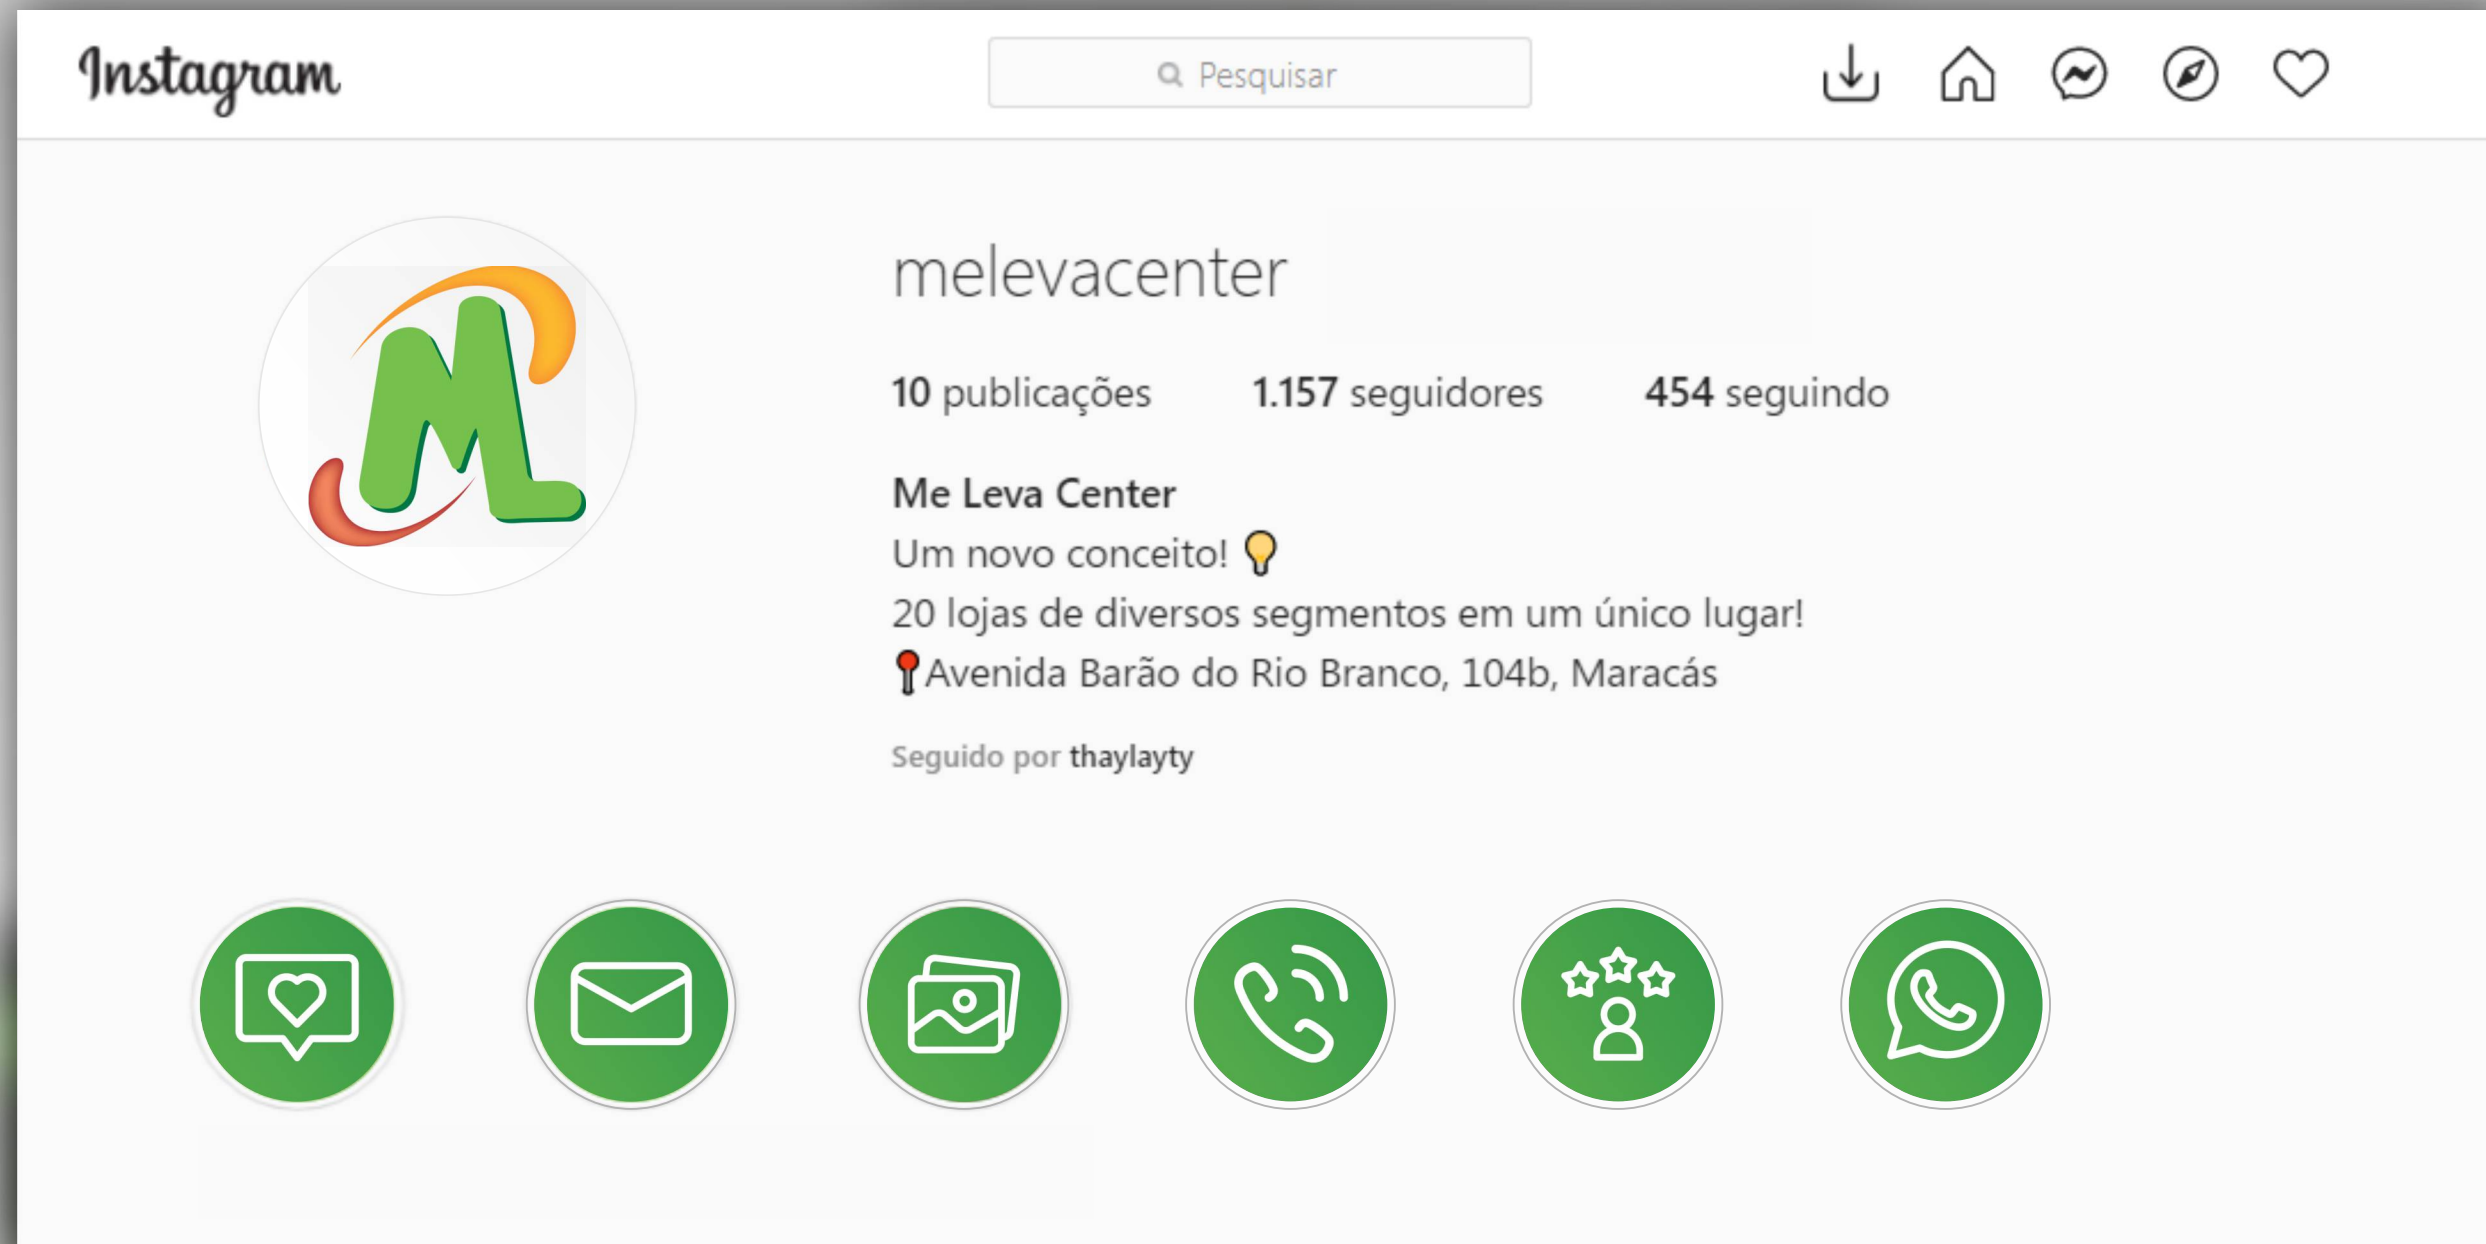 Instagram
Pesquisar
melevacenter
10 publicações 1.157 seguidores 454 seguindo
Me Leva Center
Um novo conceito! 💡
20 lojas de diversos segmentos em um único lugar!
📍Avenida Barão do Rio Branco, 104b, Maracás
Seguido por thaylayty